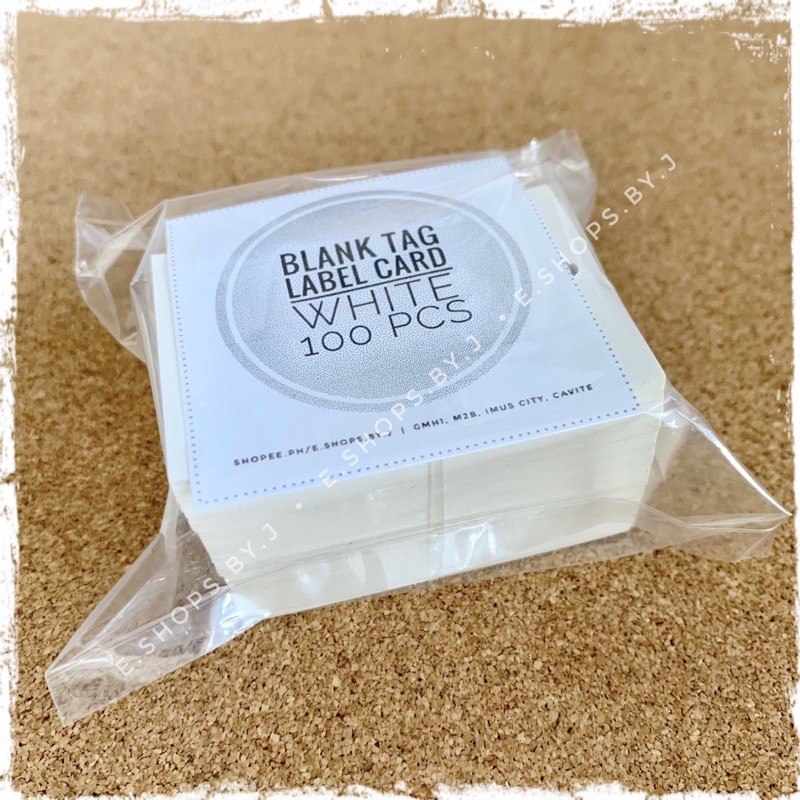 BLANK TAG
LABEL CARD
WHITE
100 PCS
SHOPEE.PH/E.SHOPS.BY.J | GMH1, M2B, IMUS CITY, CAVITE
E.SHOPS.BY.J • E.SHOPS.BY.J • E.SHOPS.BY.J